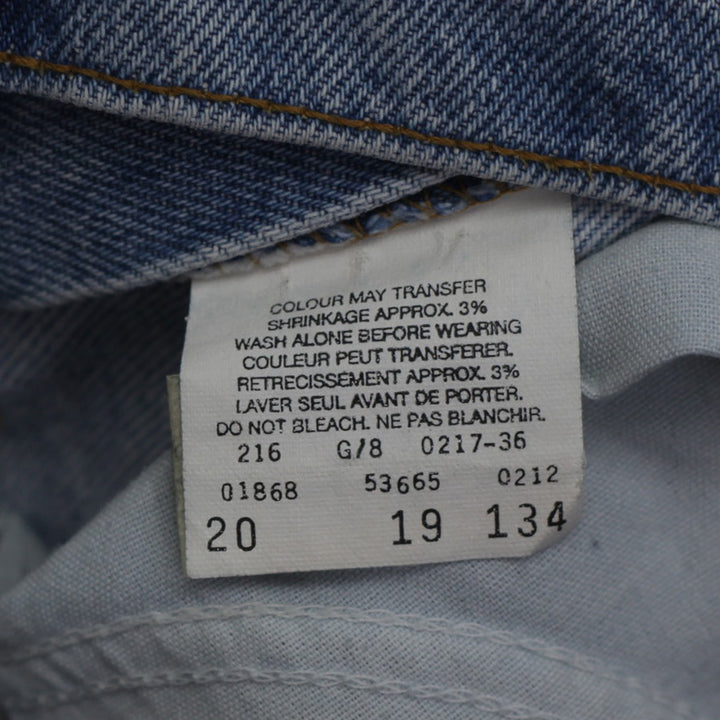 COLOUR MAY TRANSFER
SHRINKAGE APPROX. 3%
WASH ALONE BEFORE WEARING
COULEUR PEUT TRANSFERER.
RETRECISSEMENT APPROX. 3%
LAVER SEUL AVANT DE PORTER.
DO NOT BLEACH. NE PAS BLANCHIR.
216 G/8 0217-36
01868 53665 0212
20 19 134